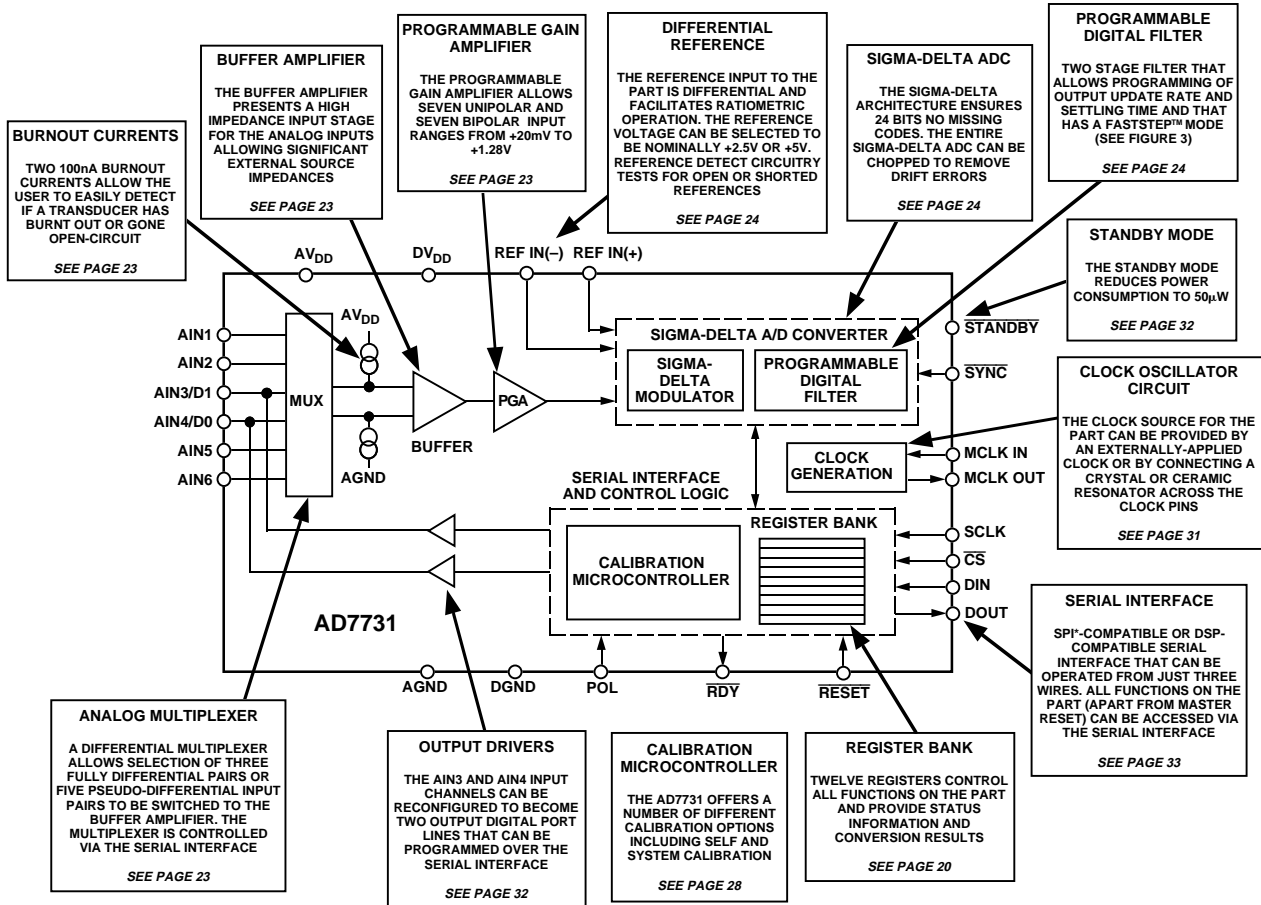 PROGRAMMABLE GAIN
AMPLIFIER
THE PROGRAMMABLE
GAIN AMPLIFIER ALLOWS
SEVEN UNIPOLAR AND
SEVEN BIPOLAR INPUT
RANGES FROM +20mV TO
+1.28V
SEE PAGE 23
DIFFERENTIAL
REFERENCE
THE REFERENCE INPUT TO THE
PART IS DIFFERENTIAL AND
FACILITATES RATIOMETRIC
OPERATION. THE REFERENCE
VOLTAGE CAN BE SELECTED TO
BE NOMINALLY +2.5V OR +5V.
REFERENCE DETECT CIRCUITRY
TESTS FOR OPEN OR SHORTED
REFERENCES
SEE PAGE 24
PROGRAMMABLE
DIGITAL FILTER
TWO STAGE FILTER THAT
ALLOWS PROGRAMMING OF
OUTPUT UPDATE RATE AND
SETTLING TIME AND THAT
HAS A FASTSTEP™ MODE
(SEE FIGURE 3)
SEE PAGE 24
BUFFER AMPLIFIER
THE BUFFER AMPLIFIER
PRESENTS A HIGH
IMPEDANCE INPUT STAGE
FOR THE ANALOG INPUTS
ALLOWING SIGNIFICANT
EXTERNAL SOURCE
IMPEDANCES
SEE PAGE 23
SIGMA-DELTA ADC
THE SIGMA-DELTA
ARCHITECTURE ENSURES
24 BITS NO MISSING
CODES. THE ENTIRE
SIGMA-DELTA ADC CAN BE
CHOPPED TO REMOVE
DRIFT ERRORS
SEE PAGE 24
BURNOUT CURRENTS
TWO 100nA BURNOUT
CURRENTS ALLOW THE
USER TO EASILY DETECT
IF A TRANSDUCER HAS
BURNT OUT OR GONE
OPEN-CIRCUIT
SEE PAGE 23
STANDBY MODE
THE STANDBY MODE
REDUCES POWER
CONSUMPTION TO 50μW
SEE PAGE 32
AVDD
DVDD
REF IN(–)
REF IN(+)
AIN1
AIN2
AIN3/D1
AIN4/D0
AIN5
AIN6
MUX
AVDD
AGND
BUFFER
PGA
SIGMA-DELTA A/D CONVERTER
SIGMA-
DELTA
MODULATOR
PROGRAMMABLE
DIGITAL
FILTER
STANDBY
SYNC
CLOCK
GENERATION
MCLK IN
MCLK OUT
CLOCK OSCILLATOR
CIRCUIT
THE CLOCK SOURCE FOR THE
PART CAN BE PROVIDED BY
AN EXTERNALLY-APPLIED
CLOCK OR BY CONNECTING A
CRYSTAL OR CERAMIC
RESONATOR ACROSS THE
CLOCK PINS
SEE PAGE 31
SERIAL INTERFACE
AND CONTROL LOGIC
REGISTER BANK
CALIBRATION
MICROCONTROLLER
SCLK
CS
DIN
DOUT
AD7731
AGND
DGND
POL
RDY
RESET
SERIAL INTERFACE
SPI*-COMPATIBLE OR DSP-
COMPATIBLE SERIAL
INTERFACE THAT CAN BE
OPERATED FROM JUST THREE
WIRES. ALL FUNCTIONS ON THE
PART (APART FROM MASTER
RESET) CAN BE ACCESSED VIA
THE SERIAL INTERFACE
SEE PAGE 33
ANALOG MULTIPLEXER
A DIFFERENTIAL MULTIPLEXER
ALLOWS SELECTION OF THREE
FULLY DIFFERENTIAL PAIRS OR
FIVE PSEUDO-DIFFERENTIAL INPUT
PAIRS TO BE SWITCHED TO THE
BUFFER AMPLIFIER. THE
MULTIPLEXER IS CONTROLLED
VIA THE SERIAL INTERFACE
SEE PAGE 23
OUTPUT DRIVERS
THE AIN3 AND AIN4 INPUT
CHANNELS CAN BE
RECONFIGURED TO BECOME
TWO OUTPUT DIGITAL PORT
LINES THAT CAN BE
PROGRAMMED OVER THE
SERIAL INTERFACE
SEE PAGE 32
CALIBRATION
MICROCONTROLLER
THE AD7731 OFFERS A
NUMBER OF DIFFERENT
CALIBRATION OPTIONS
INCLUDING SELF AND
SYSTEM CALIBRATION
SEE PAGE 28
REGISTER BANK
TWELVE REGISTERS CONTROL
ALL FUNCTIONS ON THE PART
AND PROVIDE STATUS
INFORMATION AND
CONVERSION RESULTS
SEE PAGE 20